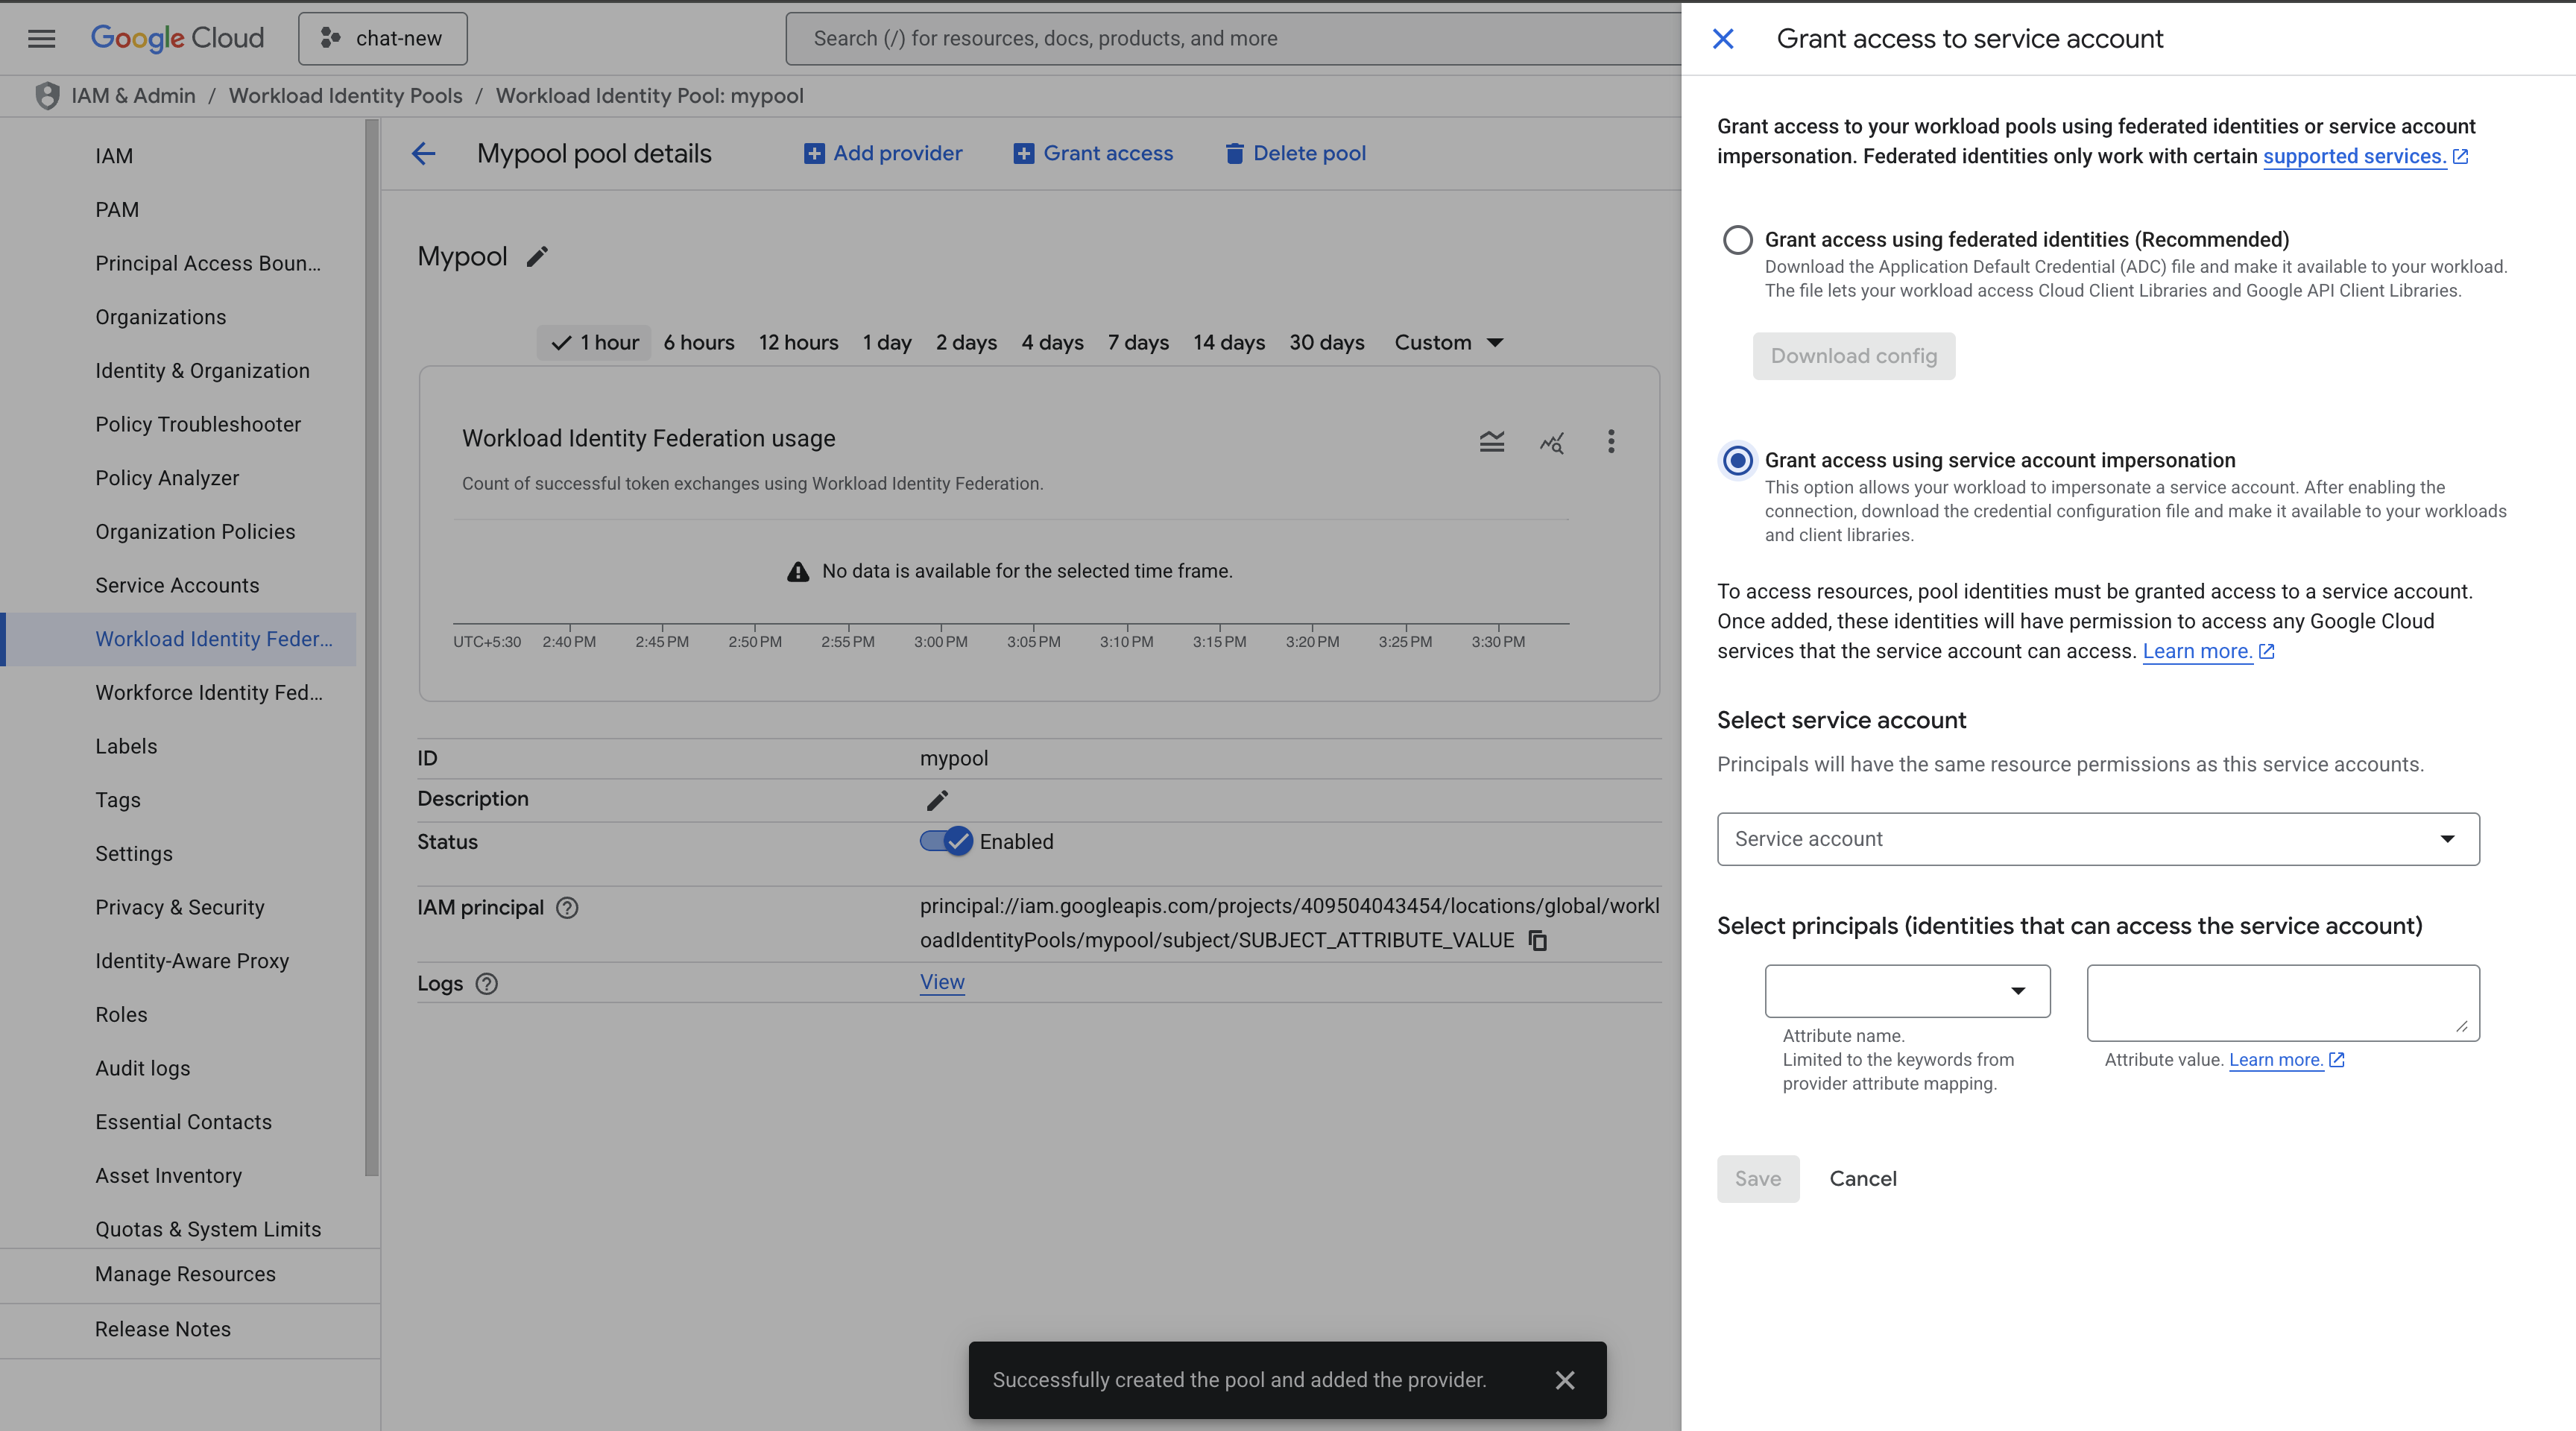 Google Cloud
chat-new
Search (/) for resources, docs, products, and more
IAM & Admin / Workload Identity Pools / Workload Identity Pool: mypool
IAM
PAM
Principal Access Boun...
Organizations
Identity & Organization
Policy Troubleshooter
Policy Analyzer
Organization Policies
Service Accounts
Workload Identity Feder...
Workforce Identity Fed...
Labels
Tags
Settings
Privacy & Security
Identity-Aware Proxy
Roles
Audit logs
Essential Contacts
Asset Inventory
Quotas & System Limits
Manage Resources
Release Notes
Mypool pool details
Add provider
Grant access
Delete pool
Mypool
1 hour 6 hours 12 hours 1 day 2 days 4 days 7 days 14 days 30 days Custom
Workload Identity Federation usage
Count of successful token exchanges using Workload Identity Federation.
No data is available for the selected time frame.
UTC+5:30 2:40 PM 2:45 PM 2:50 PM 2:55 PM 3:00 PM 3:05 PM 3:10 PM 3:15 PM 3:20 PM 3:25 PM 3:30 PM
ID mypool
Description
Status Enabled
IAM principal principal://iam.googleapis.com/projects/409504043454/locations/global/workl
oadIdentityPools/mypool/subject/SUBJECT_ATTRIBUTE_VALUE
Logs View
Successfully created the pool and added the provider.
Grant access to service account
Grant access to your workload pools using federated identities or service account
impersonation. Federated identities only work with certain supported services.
Grant access using federated identities (Recommended)
Download the Application Default Credential (ADC) file and make it available to your workload.
The file lets your workload access Cloud Client Libraries and Google API Client Libraries.
Download config
Grant access using service account impersonation
This option allows your workload to impersonate a service account. After enabling the
connection, download the credential configuration file and make it available to your workloads
and client libraries.
To access resources, pool identities must be granted access to a service account.
Once added, these identities will have permission to access any Google Cloud
services that the service account can access. Learn more.
Select service account
Principals will have the same resource permissions as this service accounts.
Service account
Select principals (identities that can access the service account)
Attribute name.
Limited to the keywords from
provider attribute mapping.
Attribute value. Learn more.
Save
Cancel